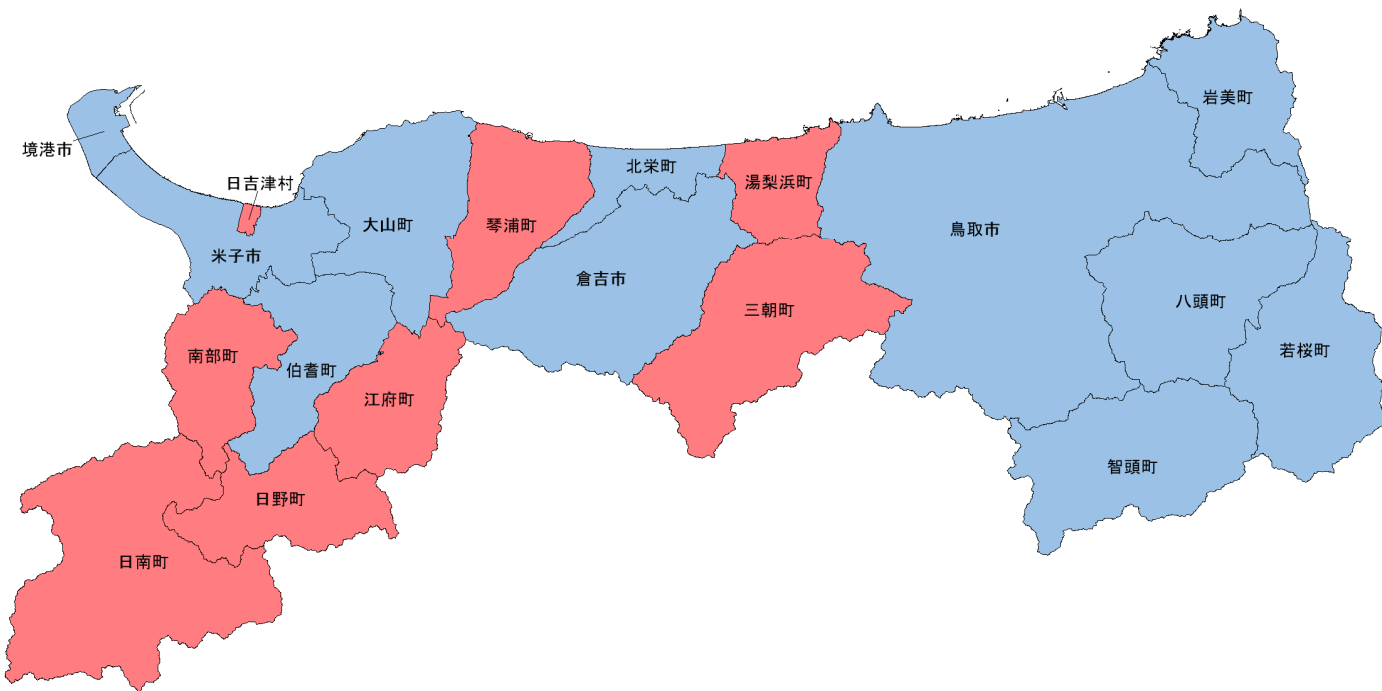 岩美町
境港市
北栄町
日吉津村
湯梨浜町
大山町
琴浦町
鳥取市
米子市
倉吉市
八頭町
三朝町
南部町
若桜町
伯耆町
江府町
智頭町
日野町
日南町